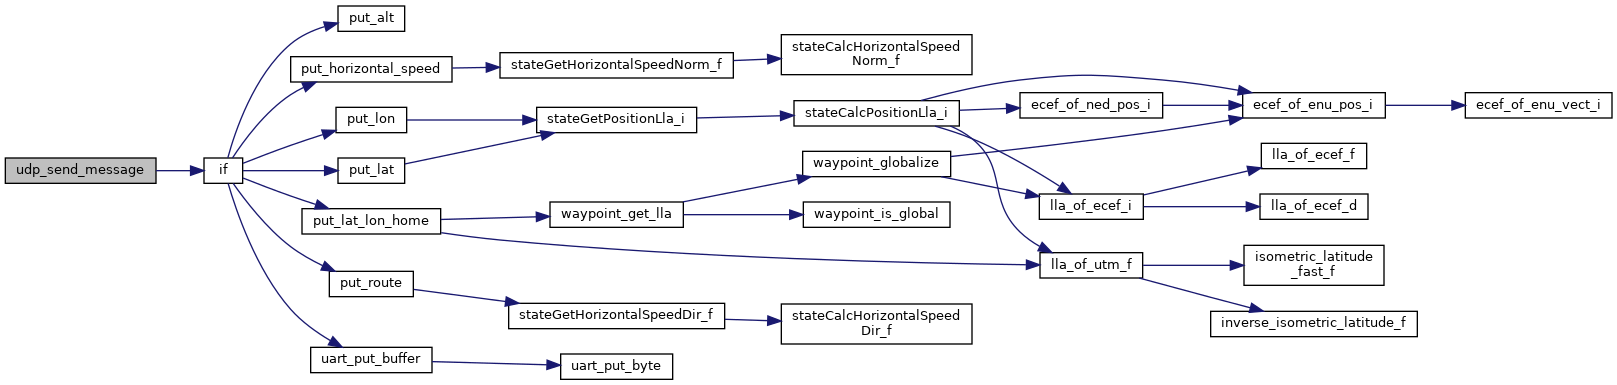 udp_send_message
if
put_alt
put_horizontal_speed
put_lon
put_lat
put_lat_lon_home
put_route
uart_put_buffer
stateGetHorizontalSpeedNorm_f
stateGetPositionLla_i
waypoint_get_lla
stateGetHorizontalSpeedDir_f
uart_put_byte
stateCalcHorizontalSpeed
Norm_f
stateCalcPositionLla_i
waypoint_globalize
waypoint_is_global
stateCalcHorizontalSpeed
Dir_f
ecef_of_ned_pos_i
lla_of_ecef_i
lla_of_utm_f
ecef_of_enu_pos_i
lla_of_ecef_f
lla_of_ecef_d
isometric_latitude
_fast_f
inverse_isometric_latitude_f
ecef_of_enu_vect_i